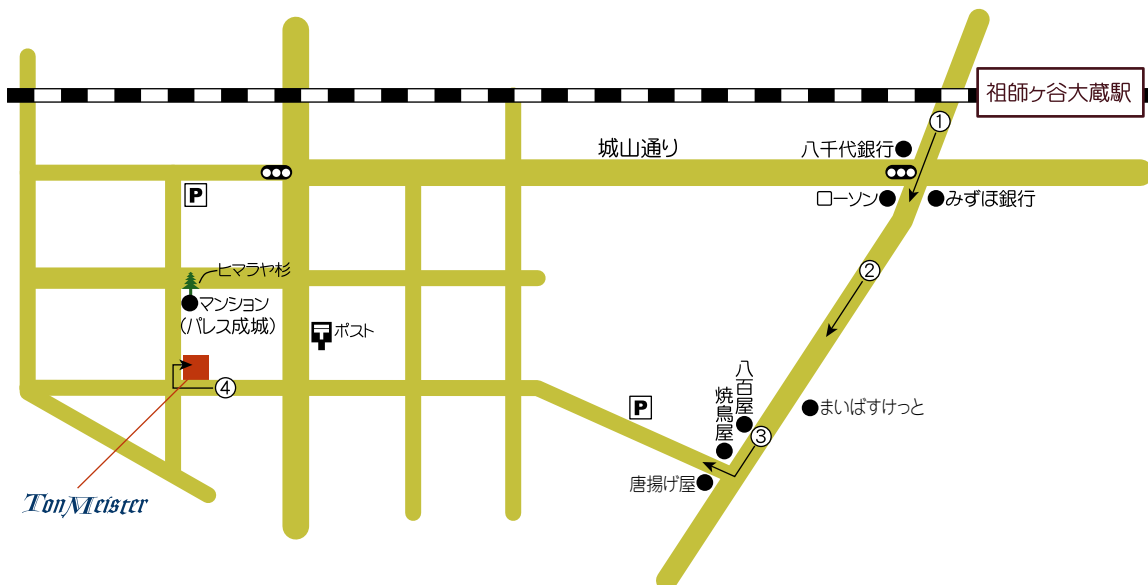 祖師ヶ谷大蔵駅
①
城山通り
八千代銀行
P
ローソン
みずほ銀行
ヒマラヤ杉
②
マンション
(パレス成城)
ポスト
八百屋
焼鳥屋
④
P
まいばすけっと
③
唐揚げ屋
TonMeister